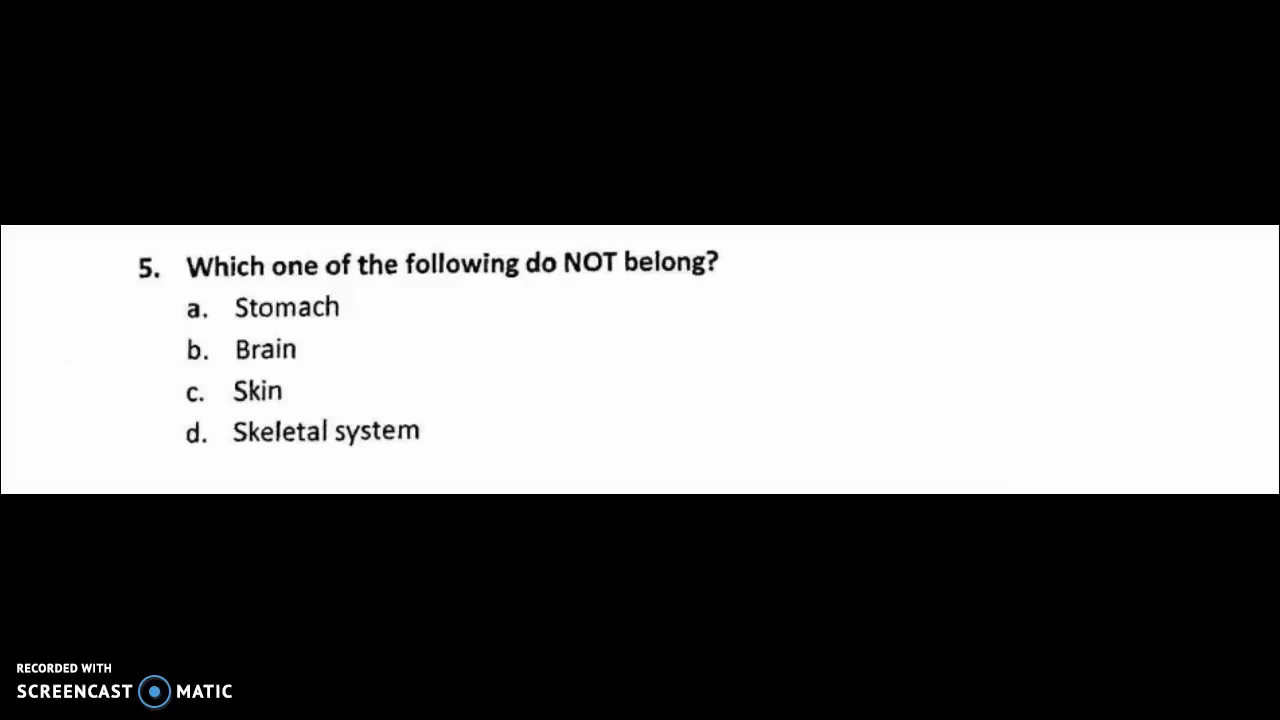 5. Which one of the following do NOT belong?
a. Stomach
b. Brain
c. Skin
d. Skeletal system
RECORDED WITH
SCREENCAST MATIC